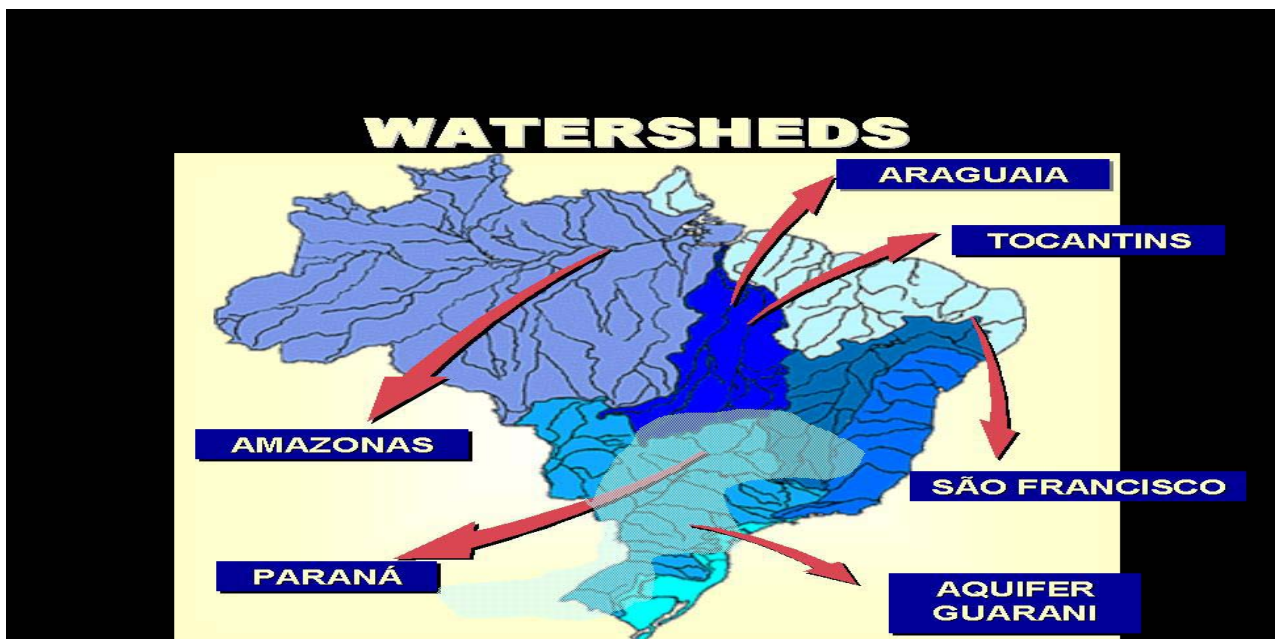 WATERSHEDS
ARAGUAIA
TOCANTINS
AMAZONAS
SÃO FRANCISCO
PARANÁ
AQUIFER
GUARANI